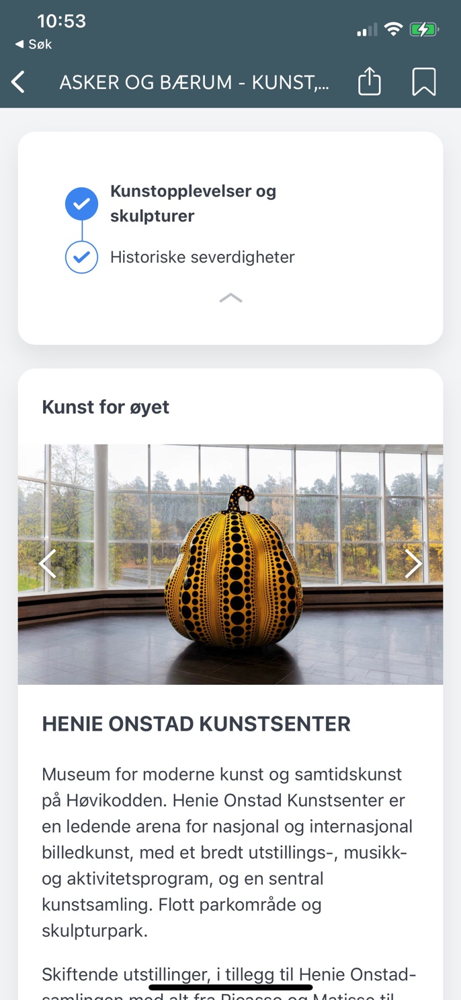 10:53
◀ Søk
ASKER OG BÆRUM - KUNST,...
Kunstopplevelser og
skulpturer
Historiske severdigheter
Kunst for øyet
HENIE ONSTAD KUNSTSENTER
Museum for moderne kunst og samtidskunst
på Høvikodden. Henie Onstad Kunstsenter er
en ledende arena for nasjonal og internasjonal
billedkunst, med et bredt utstillings-, musikk-
og aktivitetsprogram, og en sentral
kunstsamling. Flott parkområde og
skulpturpark.
Skiftende utstillinger, i tillegg til Henie Onstad-
samlingen med alt fra Picasso og Matisse til